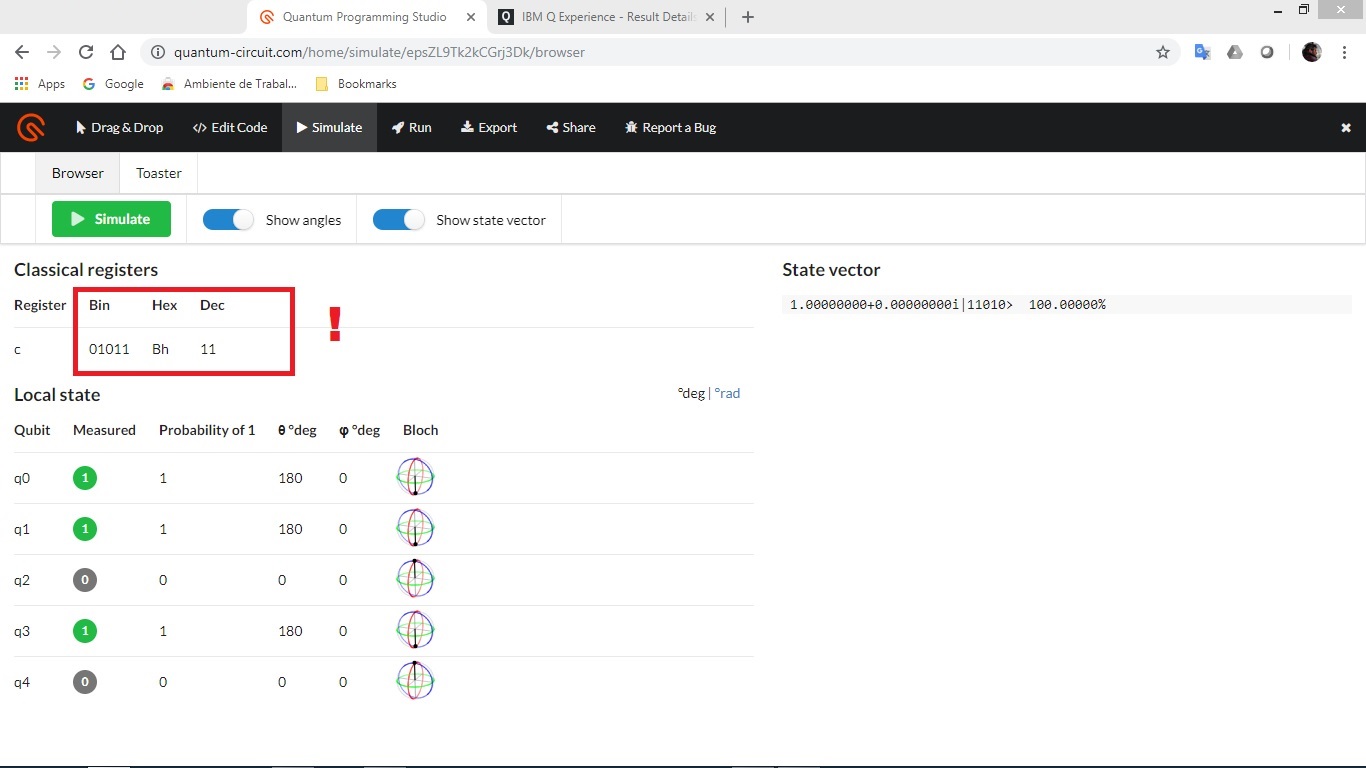 Quantum Programming Studio IBM Q Experience - Result Details
quantum-circuit.com/home/simulate/epsZL9Tk2kCGrj3Dk/browser
Apps Google Ambiente de Trabal... Bookmarks
Drag & Drop </> Edit Code Simulate Run Export Share Report a Bug
Browser Toaster
Simulate Show angles Show state vector
Classical registers State vector
Register Bin Hex Dec 1.00000000+0.00000000i|11010> 100.00000%
!
c 01011 Bh 11
Local state °deg | °rad
Qubit Measured Probability of 1 θ °deg φ °deg Bloch
q0 1 1 180 0
q1 1 1 180 0
q2 0 0 0 0
q3 1 1 180 0
q4 0 0 0 0